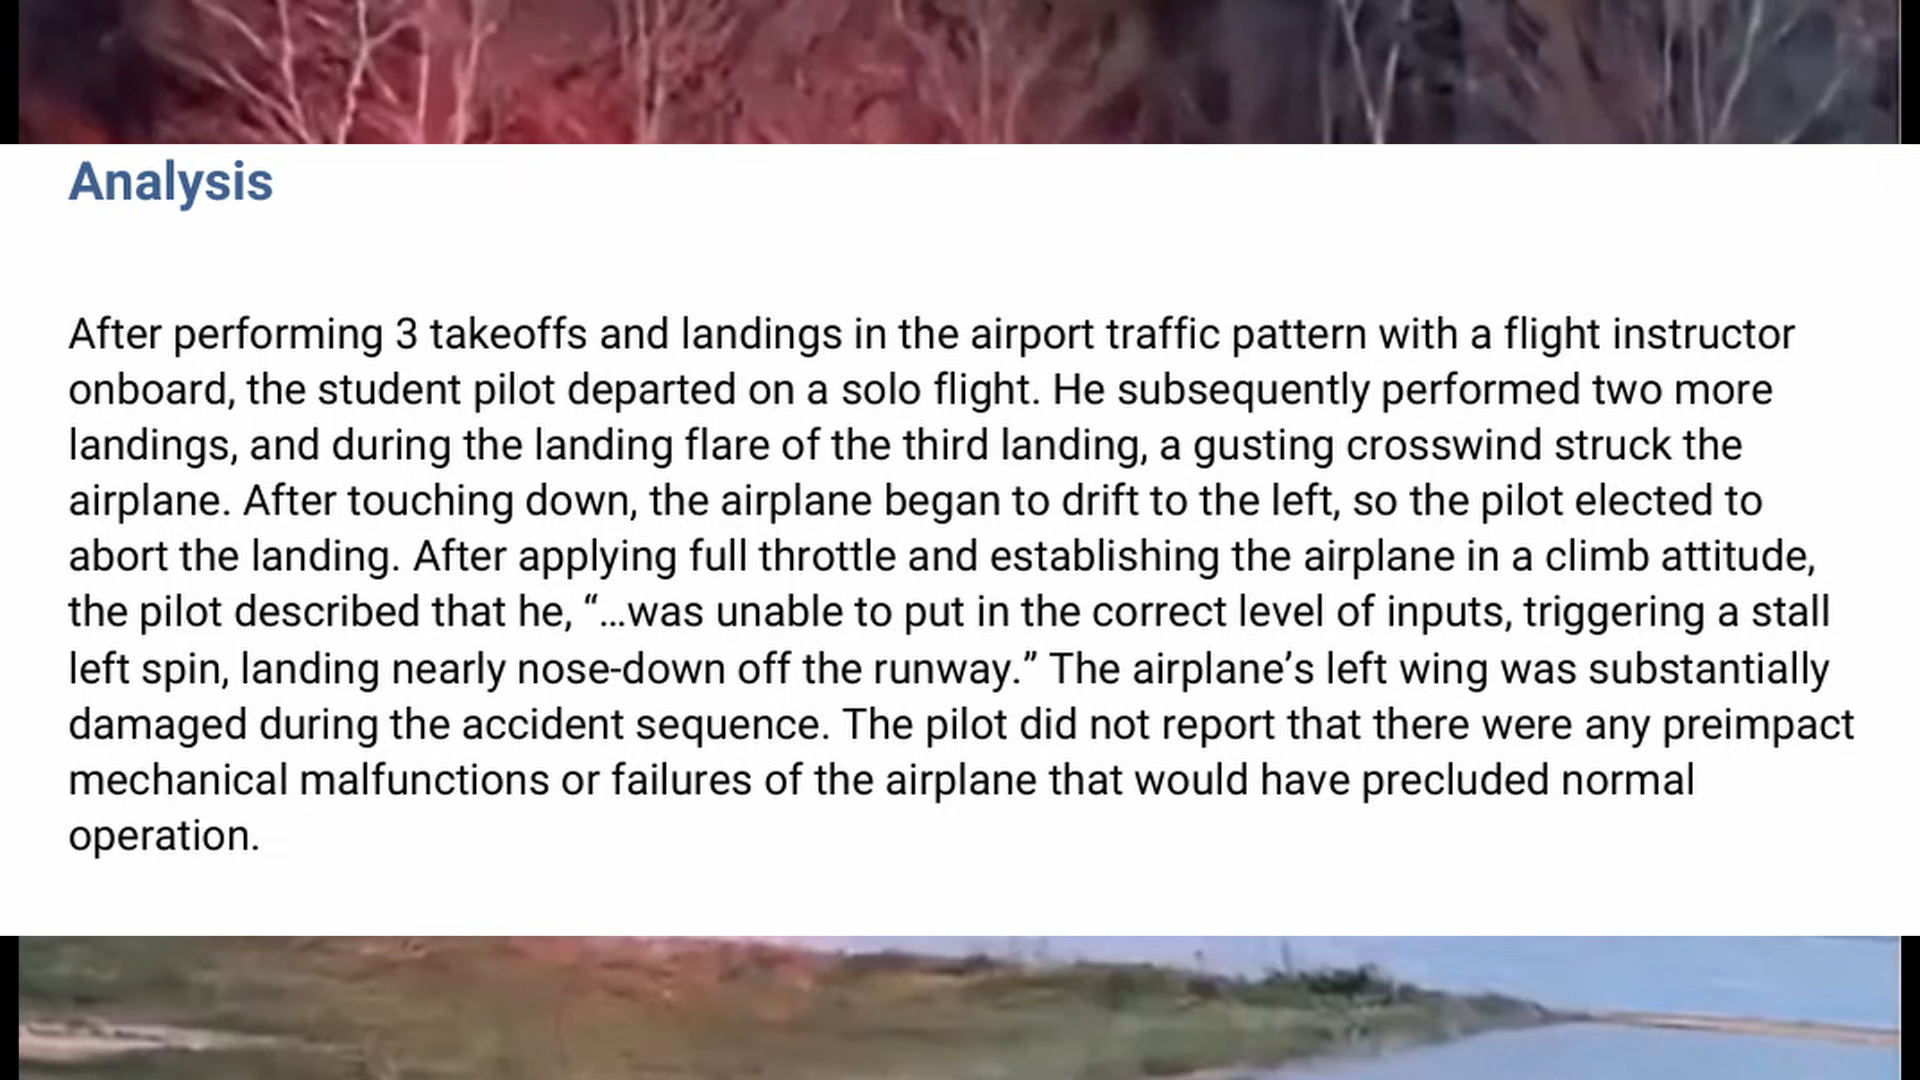 Analysis
After performing 3 takeoffs and landings in the airport traffic pattern with a flight instructor
onboard, the student pilot departed on a solo flight. He subsequently performed two more
landings, and during the landing flare of the third landing, a gusting crosswind struck the
airplane. After touching down, the airplane began to drift to the left, so the pilot elected to
abort the landing. After applying full throttle and establishing the airplane in a climb attitude,
the pilot described that he, “…was unable to put in the correct level of inputs, triggering a stall
left spin, landing nearly nose-down off the runway.” The airplane’s left wing was substantially
damaged during the accident sequence. The pilot did not report that there were any preimpact
mechanical malfunctions or failures of the airplane that would have precluded normal
operation.